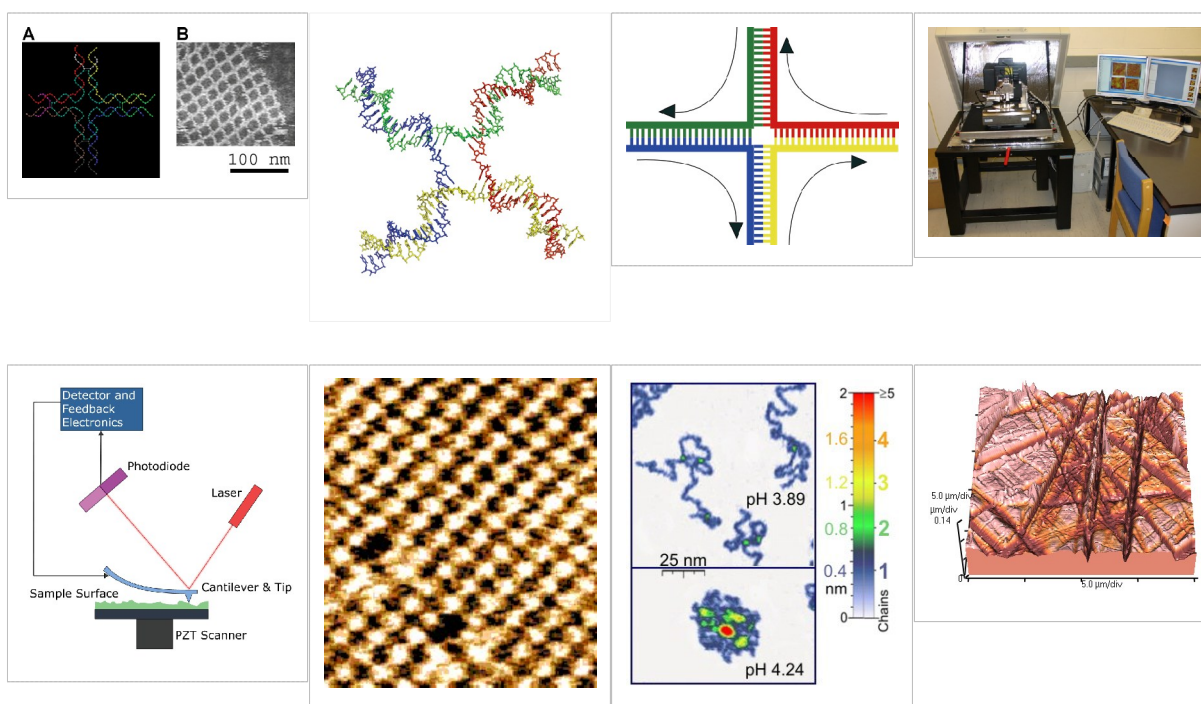 A
B
100 nm
Detector and
Feedback
Electronics
Photodiode
Laser
Cantilever & Tip
Sample Surface
PZT Scanner
pH 3.89
25 nm
pH 4.24
2
≥5
1.6
4
1.2
3
0.8
2
0.4
1
nm
0
Chains
5.0 µm/div
µm/div
0.14
0
5.0 µm/div